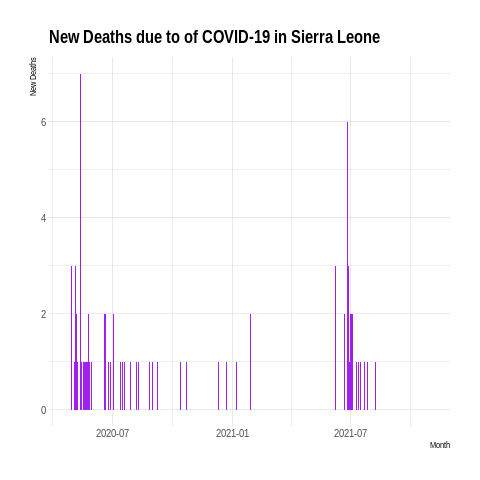 New Deaths due to of COVID-19 in Sierra Leone
New Deaths
6
4
2
0
2020-07
2021-01
2021-07
Month